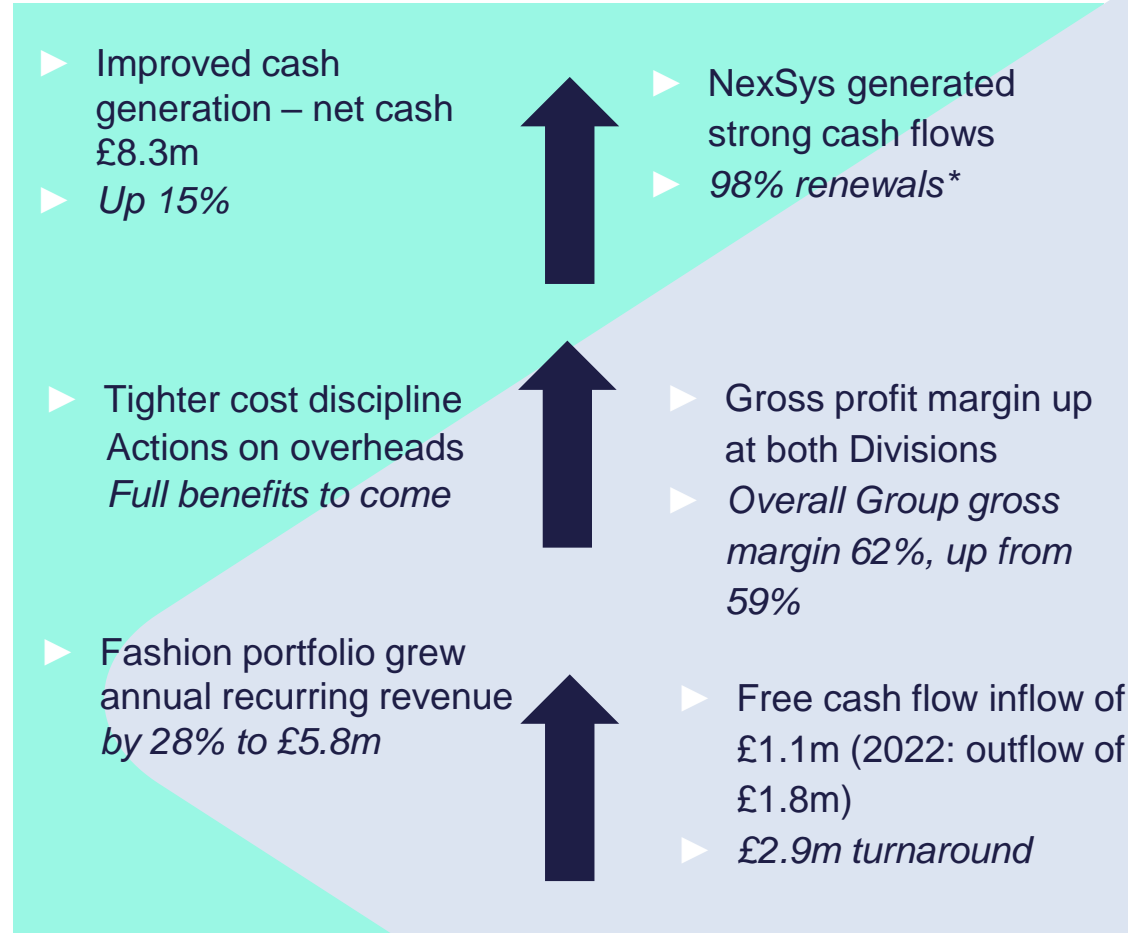 ► Improved cash
generation – net cash
£8.3m
► Up 15%
► NexSys generated
strong cash flows
► 98% renewals*
► Tighter cost discipline
Actions on overheads
Full benefits to come
► Gross profit margin up
at both Divisions
► Overall Group gross
margin 62%, up from
59%
► Fashion portfolio grew
annual recurring revenue
by 28% to £5.8m
► Free cash flow inflow of
£1.1m (2022: outflow of
£1.8m)
► £2.9m turnaround